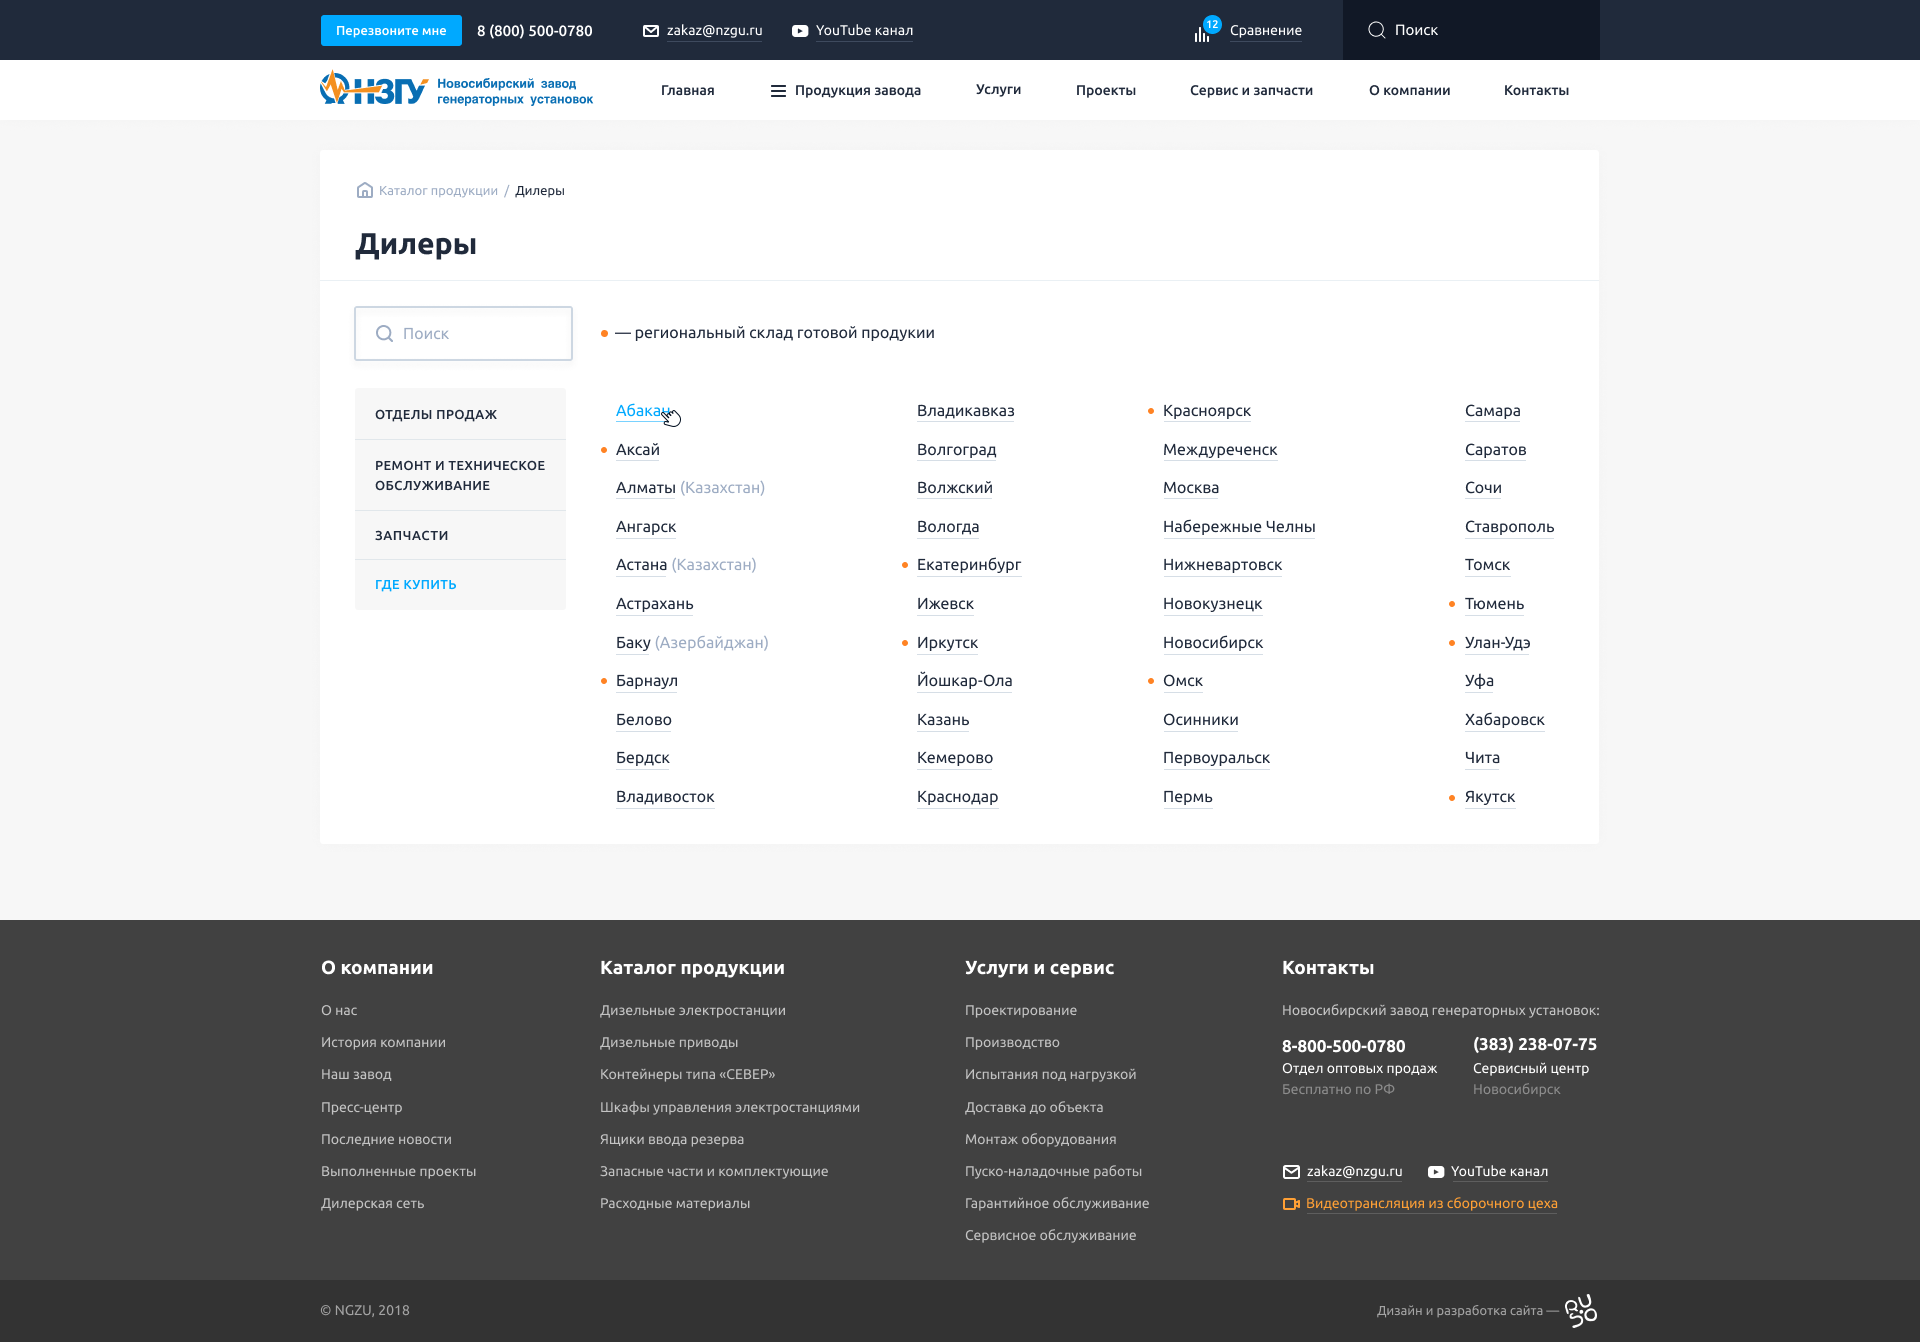 Перезвоните мне
8 (800) 500-0780
zakaz@nzgu.ru
YouTube канал
12
Сравнение
Поиск
НЗГУ
Новосибирский завод
генераторных установок
Главная
Продукция завода
Услуги
Проекты
Сервис и запчасти
О компании
Контакты
Каталог продукции / Дилеры
Дилеры
Поиск
— региональный склад готовой продукии
ОТДЕЛЫ ПРОДАЖ
РЕМОНТ И ТЕХНИЧЕСКОЕ
ОБСЛУЖИВАНИЕ
ЗАПЧАСТИ
ГДЕ КУПИТЬ
Абакан
Аксай
Алматы (Казахстан)
Ангарск
Астана (Казахстан)
Астрахань
Баку (Азербайджан)
Барнаул
Белово
Бердск
Владивосток
Владикавказ
Волгоград
Волжский
Вологда
Екатеринбург
Ижевск
Иркутск
Йошкар-Ола
Казань
Кемерово
Краснодар
Красноярск
Междуреченск
Москва
Набережные Челны
Нижневартовск
Новокузнецк
Новосибирск
Омск
Осинники
Первоуральск
Пермь
Самара
Саратов
Сочи
Ставрополь
Томск
Тюмень
Улан-Удэ
Уфа
Хабаровск
Чита
Якутск
О компании
О нас
История компании
Наш завод
Пресс-центр
Последние новости
Выполненные проекты
Дилерская сеть
Каталог продукции
Дизельные электростанции
Дизельные приводы
Контейнеры типа «СЕВЕР»
Шкафы управления электростанциями
Ящики ввода резерва
Запасные части и комплектующие
Расходные материалы
Услуги и сервис
Проектирование
Производство
Испытания под нагрузкой
Доставка до объекта
Монтаж оборудования
Пуско-наладочные работы
Гарантийное обслуживание
Сервисное обслуживание
Контакты
Новосибирский завод генераторных установок:
8-800-500-0780
Отдел оптовых продаж
Бесплатно по РФ
(383) 238-07-75
Сервисный центр
Новосибирск
zakaz@nzgu.ru
YouTube канал
Видеотрансляция из сборочного цеха
© NGZU, 2018
Дизайн и разработка сайта —